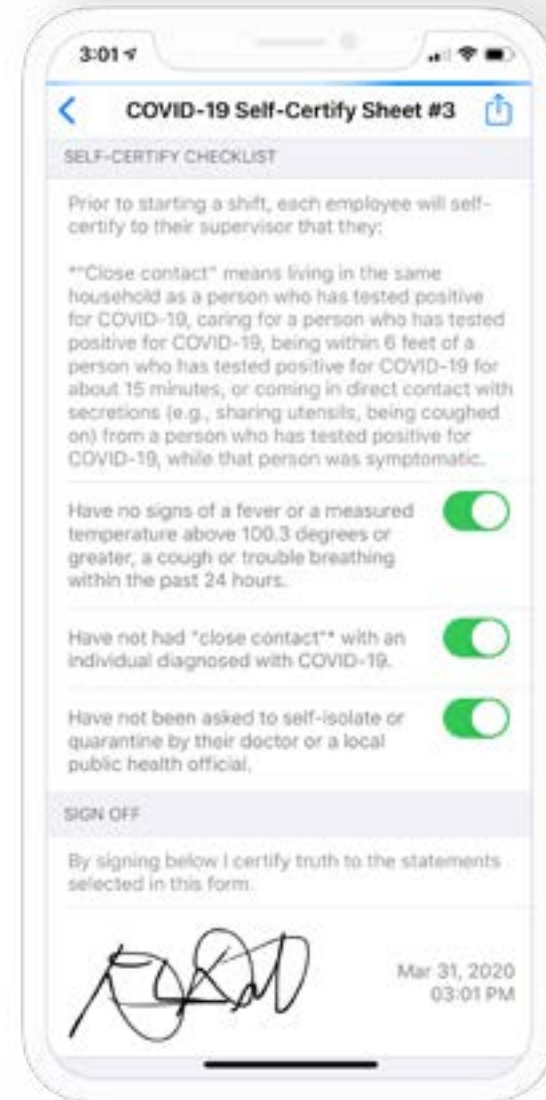 3:01
COVID-19 Self-Certify Sheet #3
SELF-CERTIFY CHECKLIST
Prior to starting a shift, each employee will self-
certify to their supervisor that they:
*"Close contact" means living in the same
household as a person who has tested positive
for COVID-19, caring for a person who has tested
positive for COVID-19, being within 6 feet of a
person who has tested positive for COVID-19 for
about 15 minutes, or coming in direct contact with
secretions (e.g., sharing utensils, being coughed
on) from a person who has tested positive for
COVID-19, while that person was symptomatic.
Have no signs of a fever or a measured
temperature above 100.3 degrees or
greater, a cough or trouble breathing
within the past 24 hours.
Have not had "close contact"* with an
individual diagnosed with COVID-19.
Have not been asked to self-isolate or
quarantine by their doctor or a local
public health official.
SIGN OFF
By signing below I certify truth to the statements
selected in this form.
Mar 31, 2020
03:01 PM